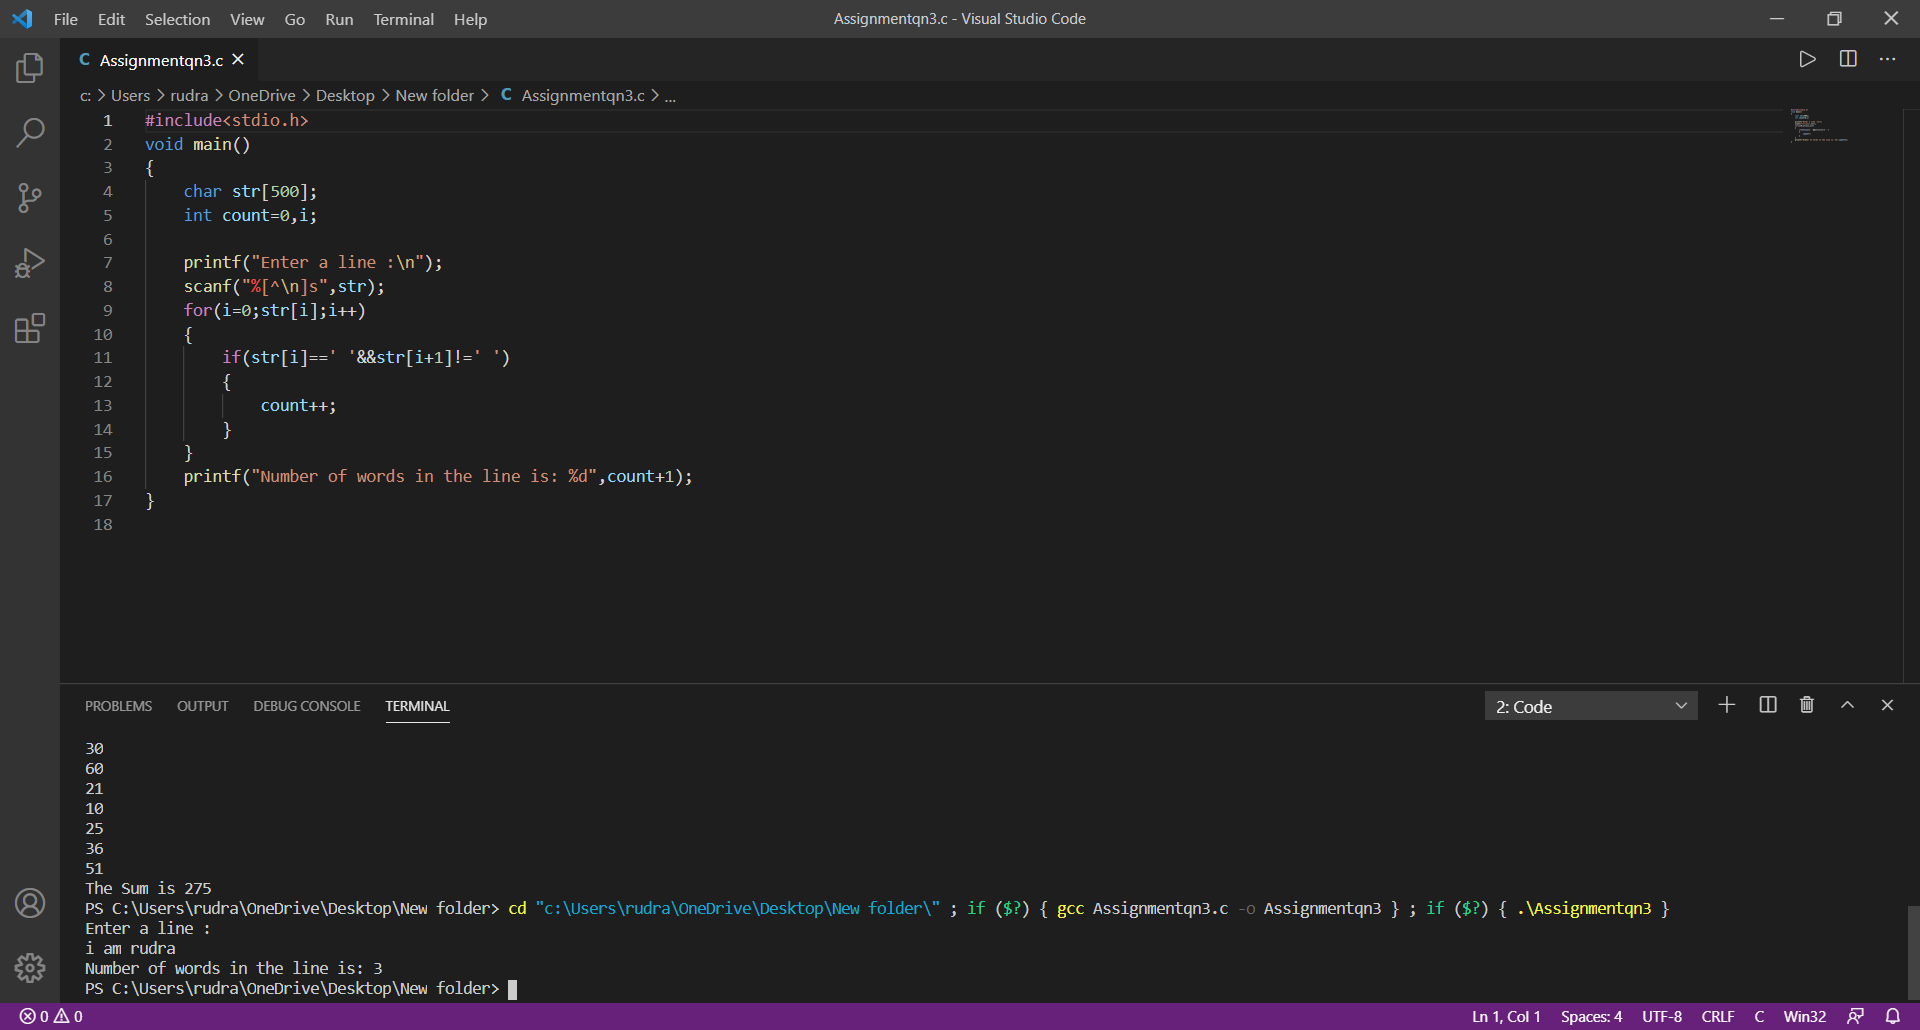 File Edit Selection View Go Run Terminal Help Assignmentqn3.c - Visual Studio Code
C Assignmentqn3.c
c: > Users > rudra > OneDrive > Desktop > New folder > C Assignmentqn3.c > ...
1 #include<stdio.h>
2 void main()
3 {
4 char str[500];
5 int count=0,i;
6
7 printf("Enter a line :\n");
8 scanf("%[^\n]s",str);
9 for(i=0;str[i];i++)
10 {
11 if(str[i]==' '&&str[i+1]!=' ')
12 {
13 count++;
14 }
15 }
16 printf("Number of words in the line is: %d",count+1);
17 }
18
PROBLEMS OUTPUT DEBUG CONSOLE TERMINAL 2: Code
30
60
21
10
25
36
51
The Sum is 275
PS C:\Users\rudra\OneDrive\Desktop\New folder> cd "c:\Users\rudra\OneDrive\Desktop\New folder\" ; if ($?) { gcc Assignmentqn3.c -o Assignmentqn3 } ; if ($?) { .\Assignmentqn3 }
Enter a line :
i am rudra
Number of words in the line is: 3
PS C:\Users\rudra\OneDrive\Desktop\New folder>
0 0 Ln 1, Col 1 Spaces: 4 UTF-8 CRLF C Win32